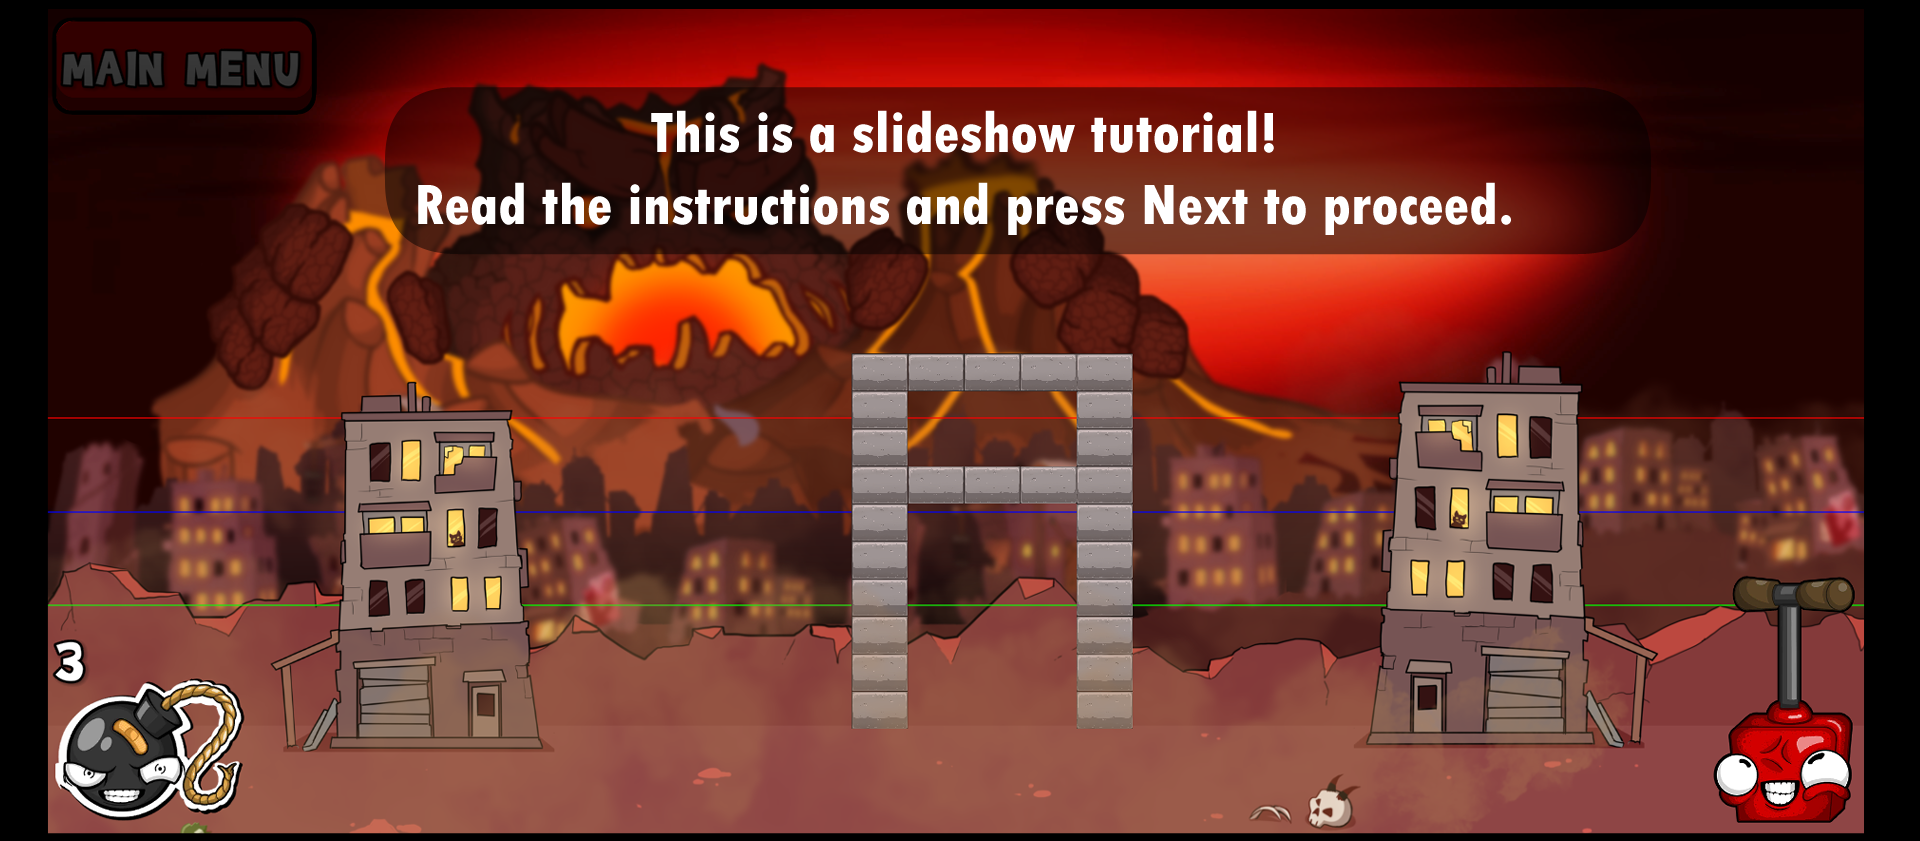 MAIN MENU
This is a slideshow tutorial!
Read the instructions and press Next to proceed.
3